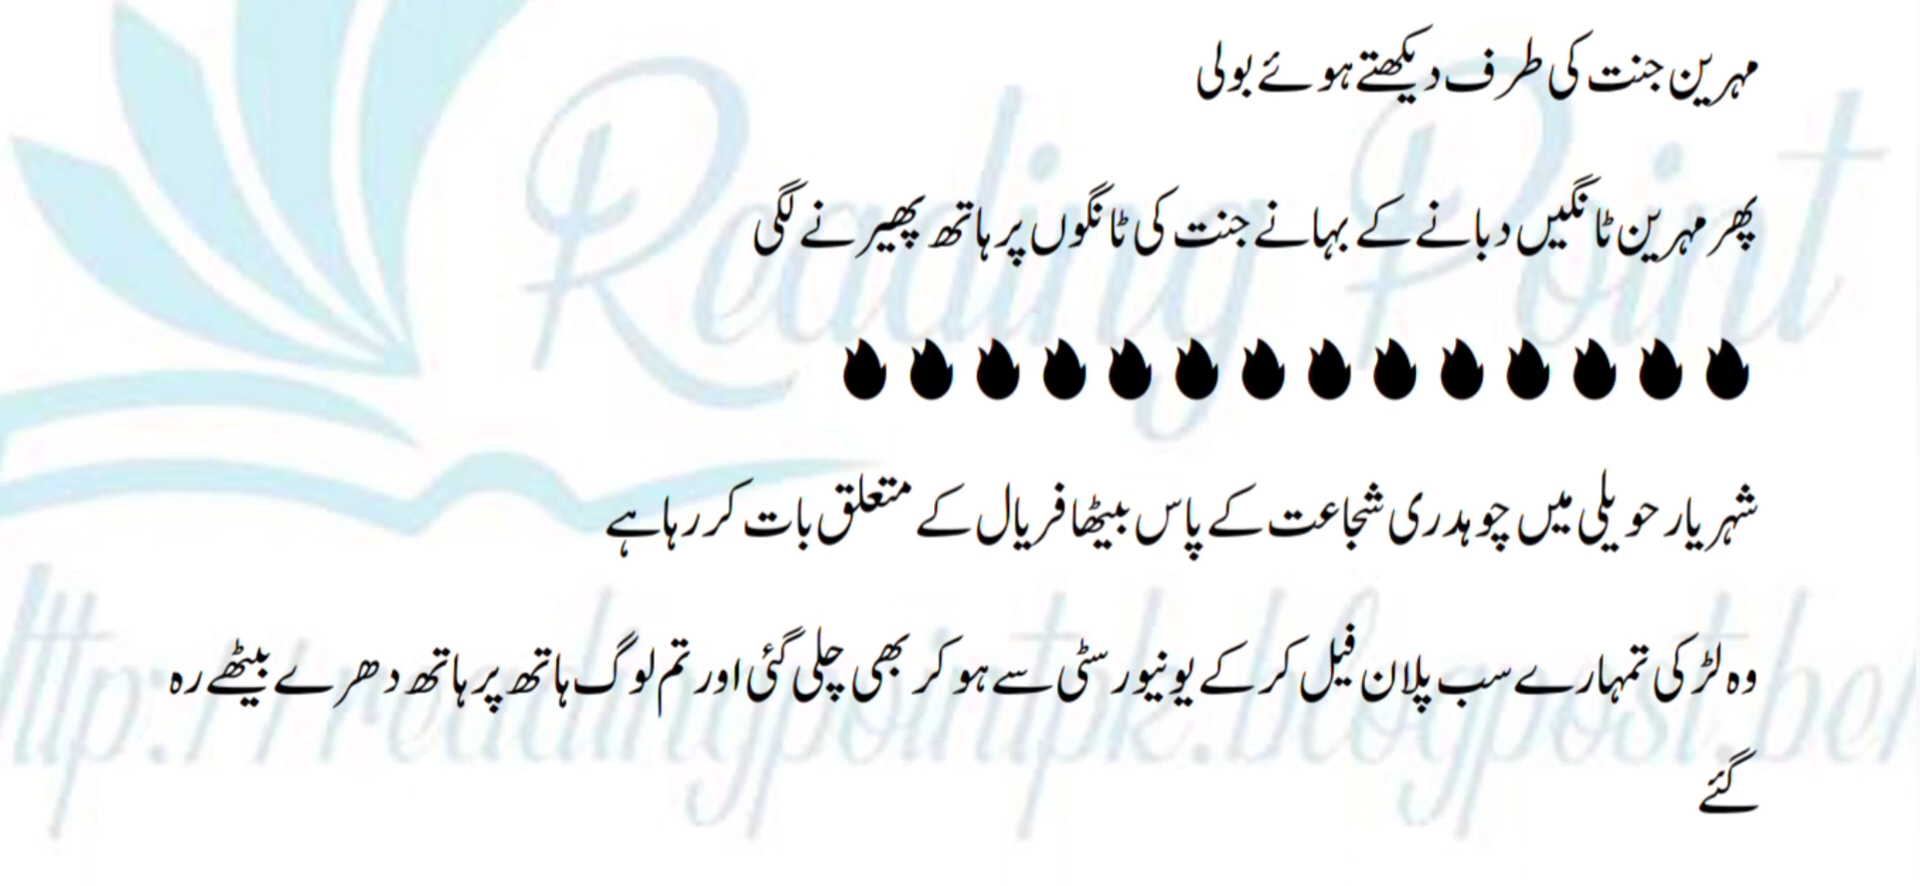 مہرین جنت کی طرف دیکھتے ہوئے بولی
پھر مہرین ٹانگیں دبانے کے بہانے جنت کی ٹانگوں پر ہاتھ پھیرنے لگی
🔥🔥🔥🔥🔥🔥🔥🔥🔥🔥🔥🔥🔥🔥
شہریار حویلی میں چوہدری شجاعت کے پاس بیٹھا فریال کے متعلق بات کر رہا ہے
وہ لڑکی تمہارے سب پلان فیل کر کے یونیورسٹی سے ہو کر بھی چلی گئی اور تم لوگ ہاتھ پر ہاتھ دھرے بیٹھے رہ
گئے
Reading Point
http://readingpointpk.blogpost.be/